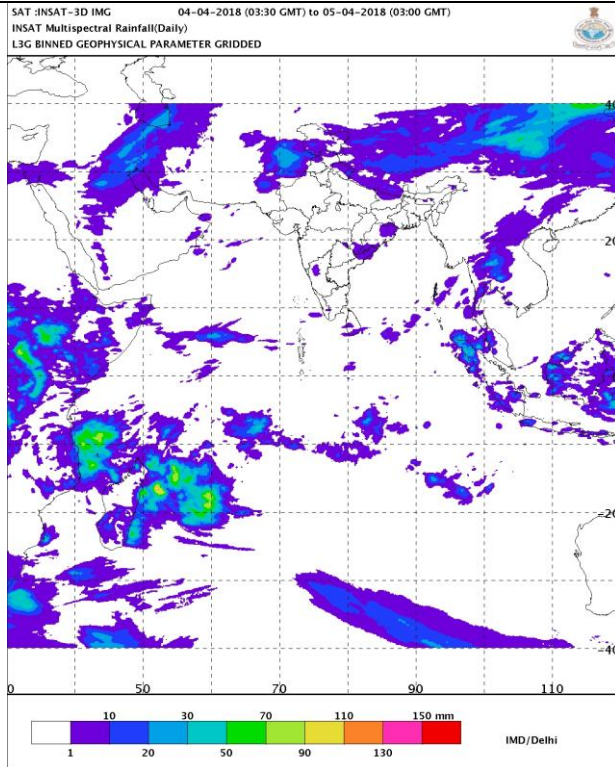 SAT :INSAT-3D IMG 04-04-2018 (03:30 GMT) to 05-04-2018 (03:00 GMT)
INSAT Multispectral Rainfall(Daily)
L3G BINNED GEOPHYSICAL PARAMETER GRIDDED
40
20
0
-20
-40
0 50 70 90 110
10 30 70 110 150 mm
1 20 50 90 130
IMD/Delhi